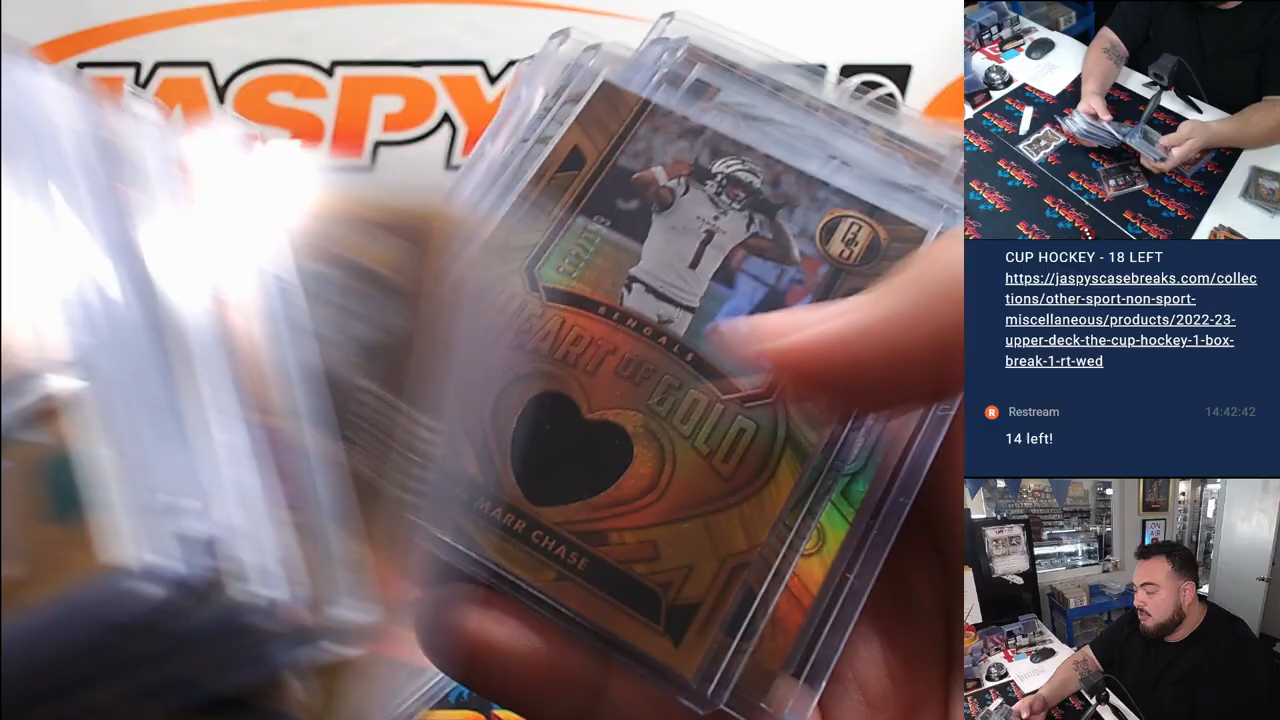 JASPY
1
BENGALS
HEART OF GOLD
MARR CHASE
CUP HOCKEY - 18 LEFT
https://jaspyscasebreaks.com/collec
tions/other-sport-non-sport-
miscellaneous/products/2022-23-
upper-deck-the-cup-hockey-1-box-
break-1-rt-wed
R Restream 14:42:42
14 left!
ON
AIR